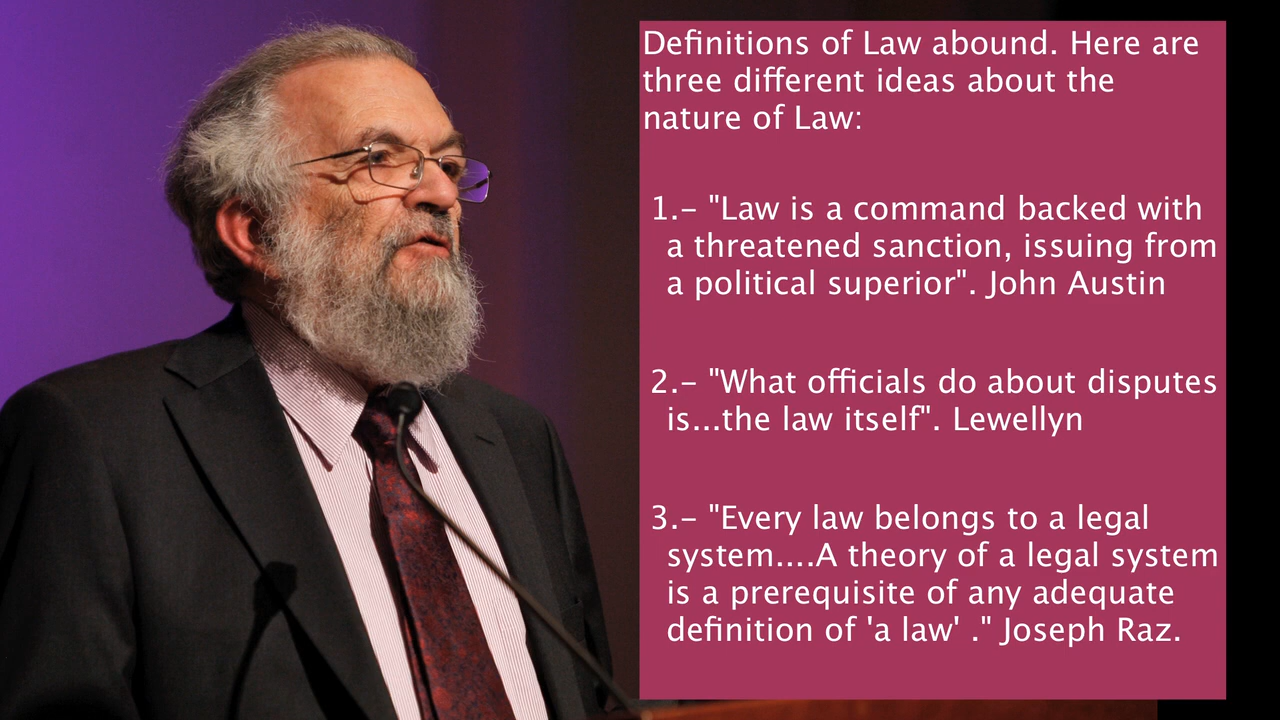 Definitions of Law abound. Here are
three different ideas about the
nature of Law:
1.- "Law is a command backed with
a threatened sanction, issuing from
a political superior". John Austin
2.- "What officials do about disputes
is...the law itself". Lewellyn
3.- "Every law belongs to a legal
system....A theory of a legal system
is a prerequisite of any adequate
definition of 'a law' ." Joseph Raz.